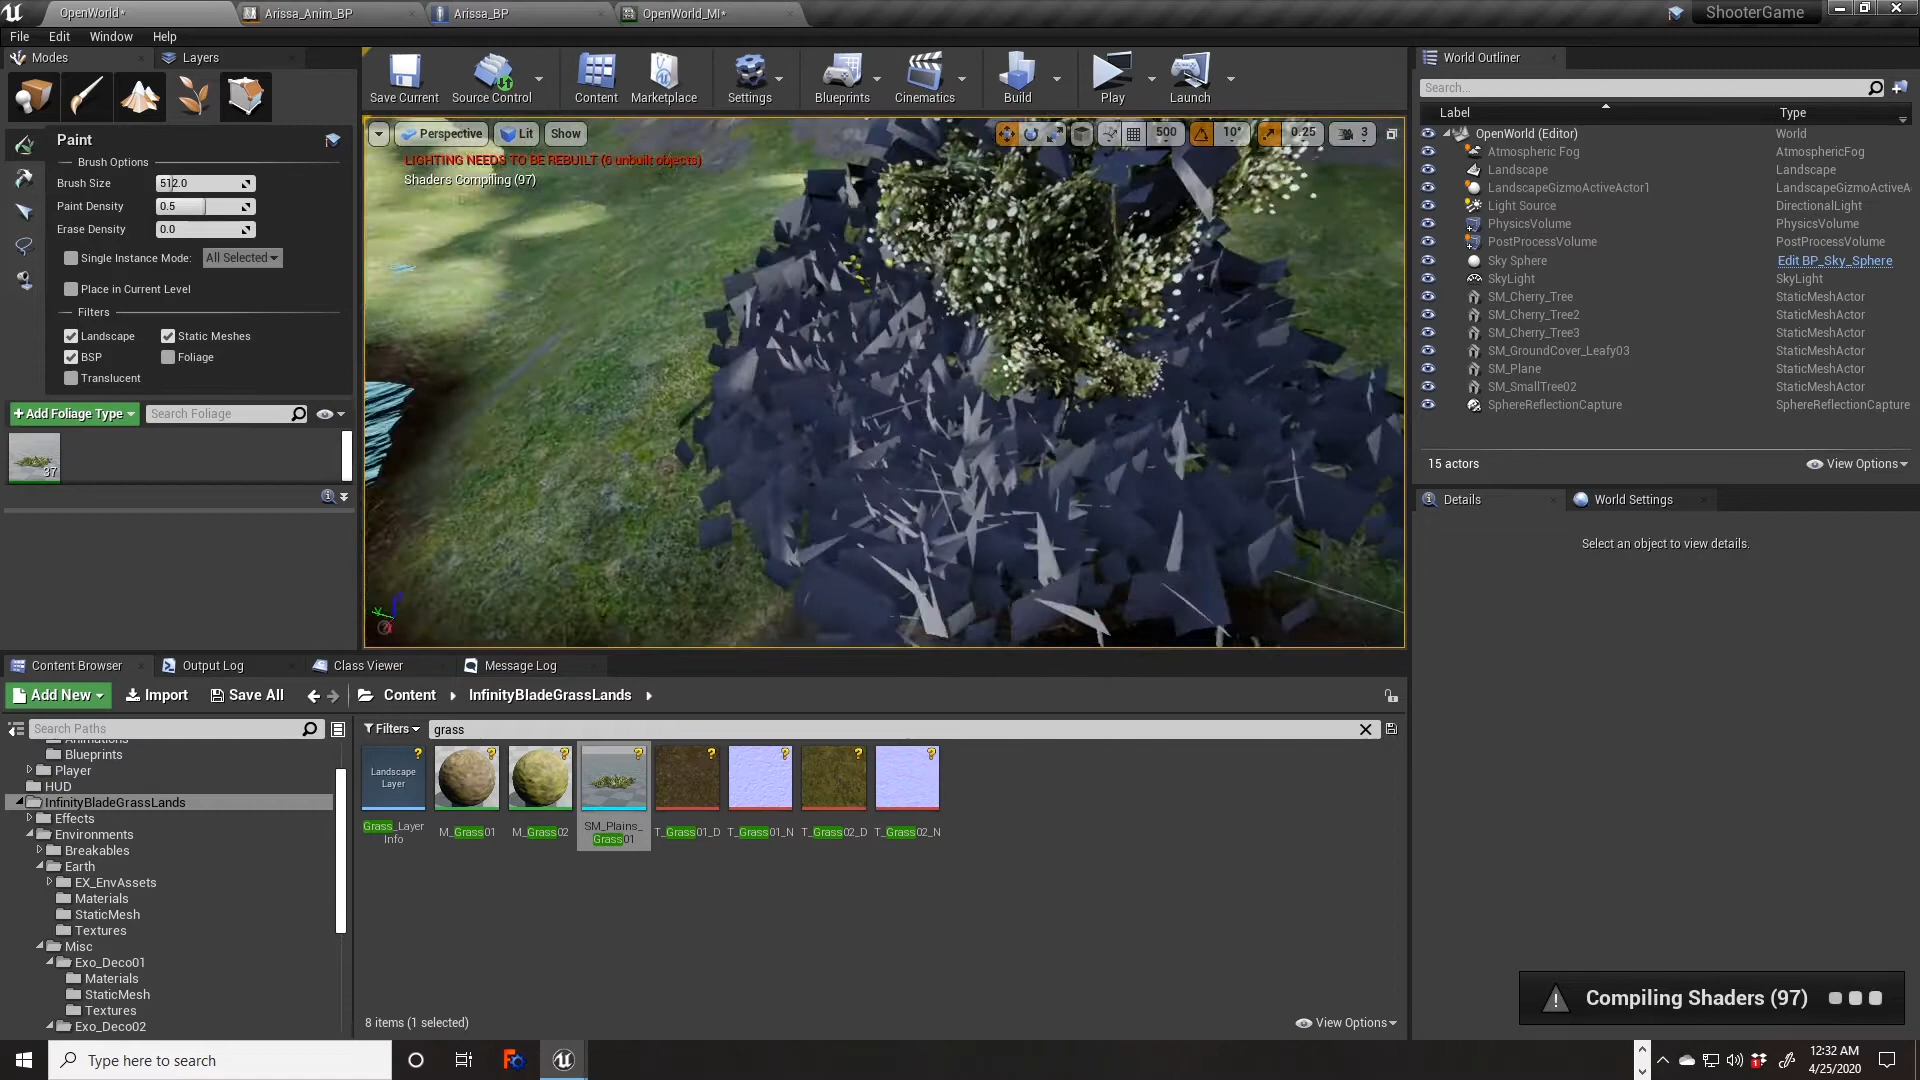 OpenWorld*
Arissa_Anim_BP
Arissa_BP
OpenWorld_MI*
ShooterGame
File Edit Window Help
Modes
Layers
Save Current
Source Control
Content
Marketplace
Settings
Blueprints
Cinematics
Build
Play
Launch
Paint
Brush Options
Brush Size 512.0
Paint Density 0.5
Erase Density 0.0
Single Instance Mode: All Selected
Place in Current Level
Filters
Landscape Static Meshes
BSP Foliage
Translucent
+Add Foliage Type
Search Foliage
37
Perspective Lit Show
500 10° 0.25 3
LIGHTING NEEDS TO BE REBUILT (6 unbuilt objects)
Shaders Compiling (97)
World Outliner
Search...
Label Type
OpenWorld (Editor) World
Atmospheric Fog AtmosphericFog
Landscape Landscape
LandscapeGizmoActiveActor1 LandscapeGizmoActiveA
Light Source DirectionalLight
PhysicsVolume PhysicsVolume
PostProcessVolume PostProcessVolume
Sky Sphere Edit BP_Sky_Sphere
SkyLight SkyLight
SM_Cherry_Tree StaticMeshActor
SM_Cherry_Tree2 StaticMeshActor
SM_Cherry_Tree3 StaticMeshActor
SM_GroundCover_Leafy03 StaticMeshActor
SM_Plane StaticMeshActor
SM_SmallTree02 StaticMeshActor
SphereReflectionCapture SphereReflectionCapture
15 actors View Options
Details World Settings
Select an object to view details.
Content Browser Output Log Class Viewer Message Log
Add New Import Save All Content InfinityBladeGrassLands
Search Paths
Filters grass
Animations
Blueprints
Player
HUD
InfinityBladeGrassLands
Effects
Environments
Breakables
Earth
EX_EnvAssets
Materials
StaticMesh
Textures
Misc
Exo_Deco01
Materials
StaticMesh
Textures
Exo_Deco02
Landscape
Layer
Grass_Layer
Info
M_Grass01
M_Grass02
SM_Plains_
Grass01
T_Grass01_D
T_Grass01_N
T_Grass02_D
T_Grass02_N
8 items (1 selected) View Options
Compiling Shaders (97)
Type here to search
12:32 AM
4/25/2020